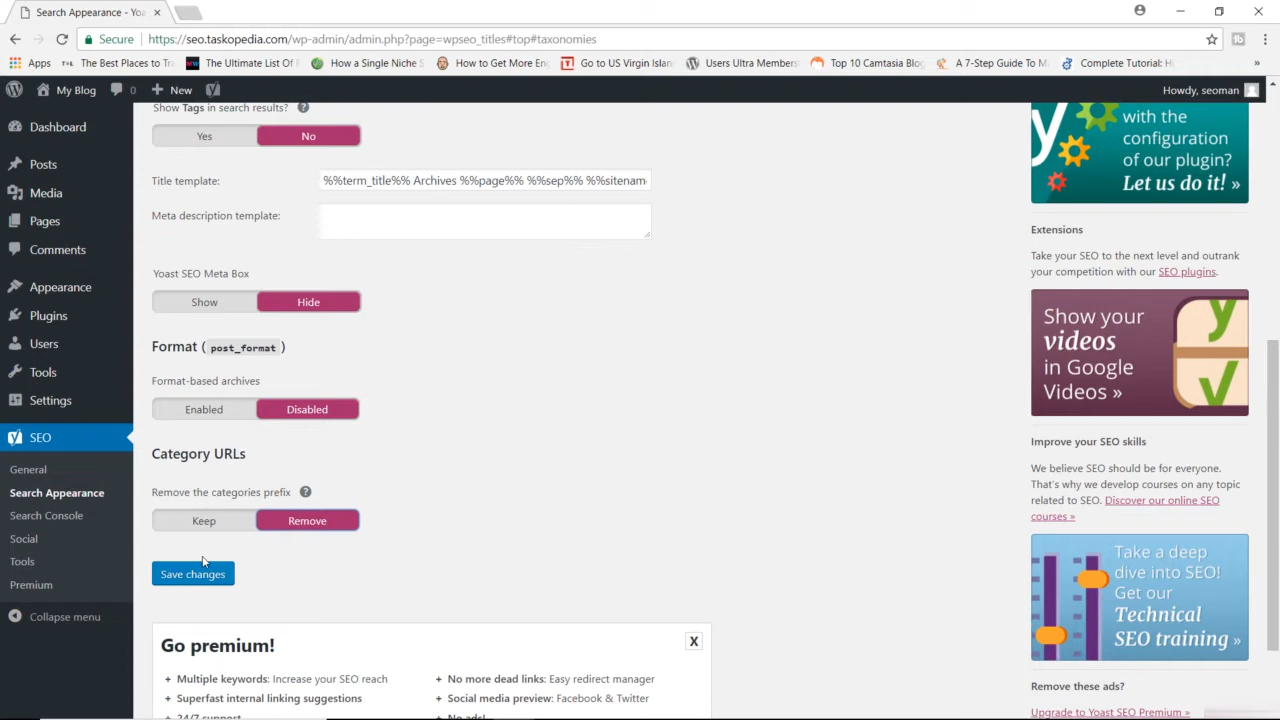 Search Appearance - Yoa
Secure
https://seo.taskopedia.com/wp-admin/admin.php?page=wpseo_titles#top#taxonomies
Apps
The Best Places to Tra
The Ultimate List Of
How a Single Niche S
How to Get More En
Go to US Virgin Islan
Users Ultra Members
Top 10 Camtasia Blog
A 7-Step Guide To M
Complete Tutorial: H
»
My Blog
0
New
Howdy, seoman
Dashboard
Posts
Media
Pages
Comments
Appearance
Plugins
Users
Tools
Settings
SEO
General
Search Appearance
Search Console
Social
Tools
Premium
Collapse menu
Show Tags in search results?
Yes
No
Title template:
%%term_title%% Archives %%page%% %%sep%% %%sitenam
Meta description template:
Yoast SEO Meta Box
Show
Hide
Format ( post_format )
Format-based archives
Enabled
Disabled
Category URLs
Remove the categories prefix
Keep
Remove
Save changes
Go premium!
X
+ Multiple keywords: Increase your SEO reach
+ No more dead links: Easy redirect manager
+ Superfast internal linking suggestions
+ Social media preview: Facebook & Twitter
+ 24/7 support
+ No ads!
with the
configuration
of our plugin?
Let us do it! »
Extensions
Take your SEO to the next level and outrank
your competition with our SEO plugins.
Show your
videos
in Google
Videos »
Improve your SEO skills
We believe SEO should be for everyone.
That's why we develop courses on any topic
related to SEO. Discover our online SEO
courses »
Take a deep
dive into SEO!
Get our
Technical
SEO training »
Remove these ads?
Upgrade to Yoast SEO Premium »